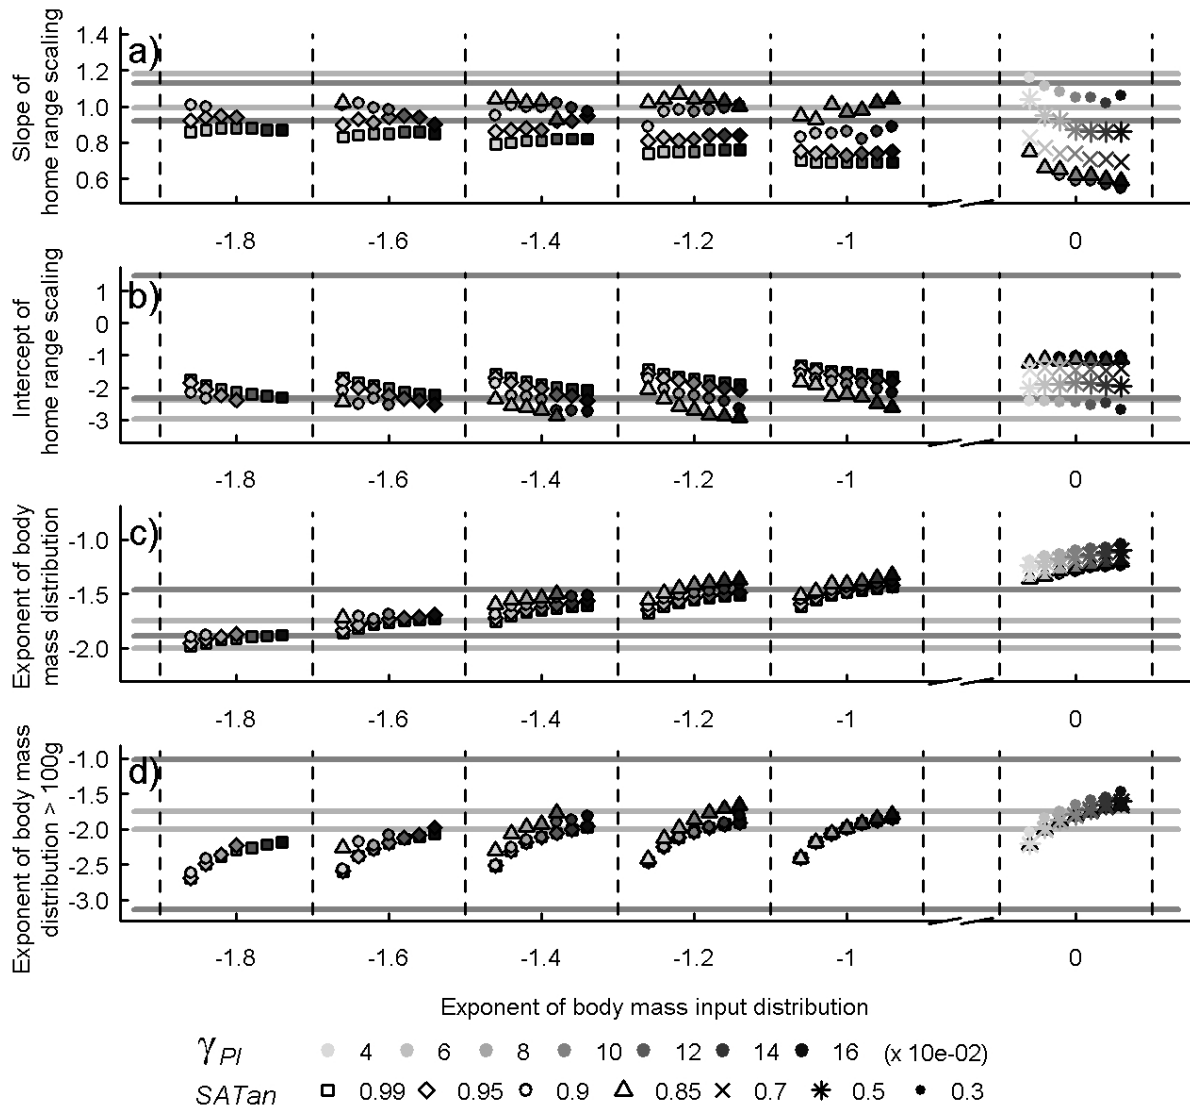 a)
Slope of
home range scaling
1.4
1.2
1.0
0.8
0.6
-1.8 -1.6 -1.4 -1.2 -1 0
b)
Intercept of
home range scaling
1
0
-1
-2
-3
-1.8 -1.6 -1.4 -1.2 -1 0
c)
Exponent of body
mass distribution
-1.0
-1.5
-2.0
-1.8 -1.6 -1.4 -1.2 -1 0
d)
Exponent of body mass
distribution > 100g
-1.0
-1.5
-2.0
-2.5
-3.0
-1.8 -1.6 -1.4 -1.2 -1 0
Exponent of body mass input distribution
γPI 4 6 8 10 12 14 16 (x 10e-02)
SATan 0.99 0.95 0.9 0.85 0.7 0.5 0.3